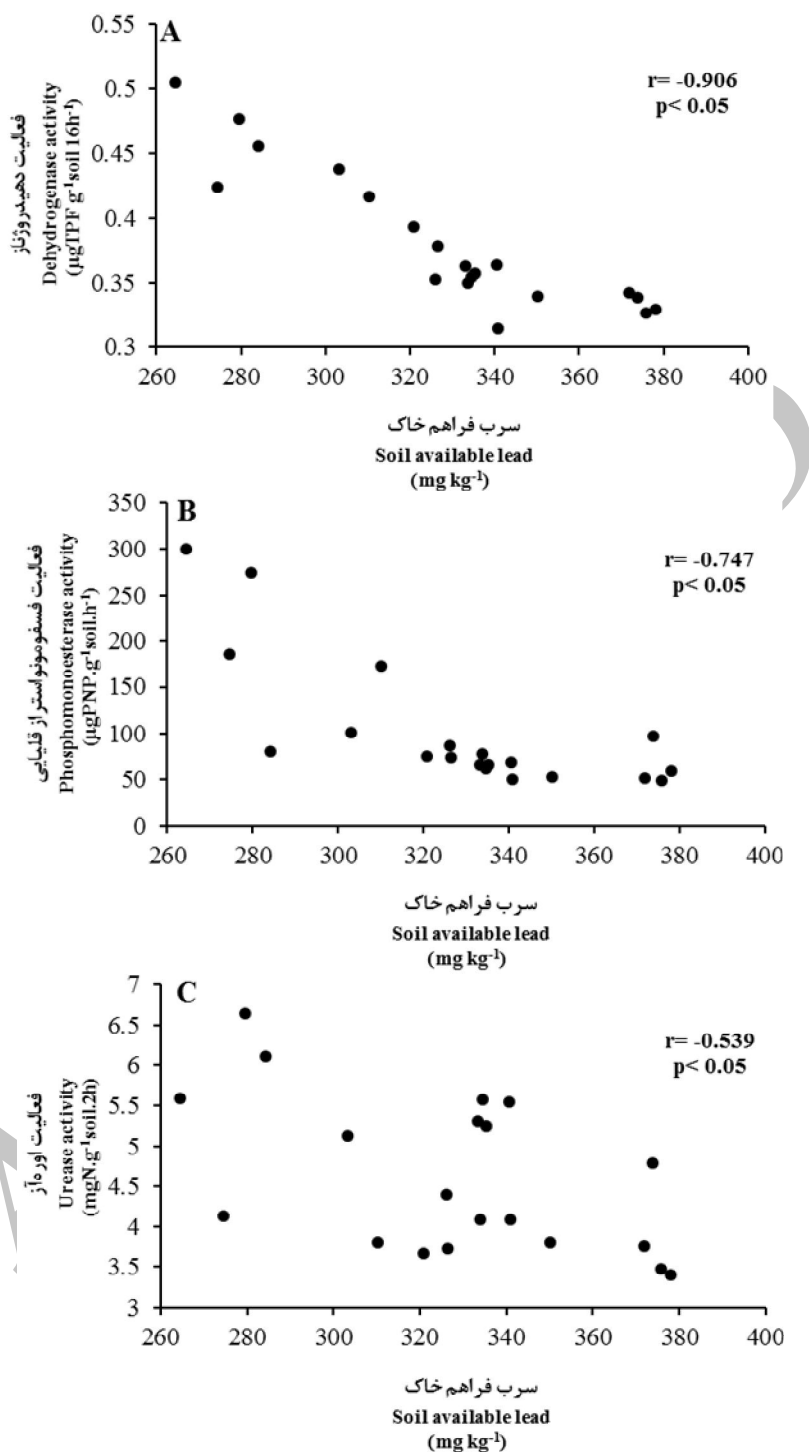 A
r= -0.906
p< 0.05
فعالیت دهیدروژناز
Dehydrogenase activity
(µgTPF g⁻¹soil 16h⁻¹)
0.55
0.5
0.45
0.4
0.35
0.3
260 280 300 320 340 360 380 400
سرب فراهم خاک
Soil available lead
(mg kg⁻¹)
B
r= -0.747
p< 0.05
فعالیت فسفومونواستراز قلیایی
Phosphomonoesterase activity
(µgPNP.g⁻¹soil.h⁻¹)
350
300
250
200
150
100
50
0
260 280 300 320 340 360 380 400
سرب فراهم خاک
Soil available lead
(mg kg⁻¹)
C
r= -0.539
p< 0.05
فعالیت اوره‌آز
Urease activity
(mgN.g⁻¹soil.2h)
7
6.5
6
5.5
5
4.5
4
3.5
3
260 280 300 320 340 360 380 400
سرب فراهم خاک
Soil available lead
(mg kg⁻¹)